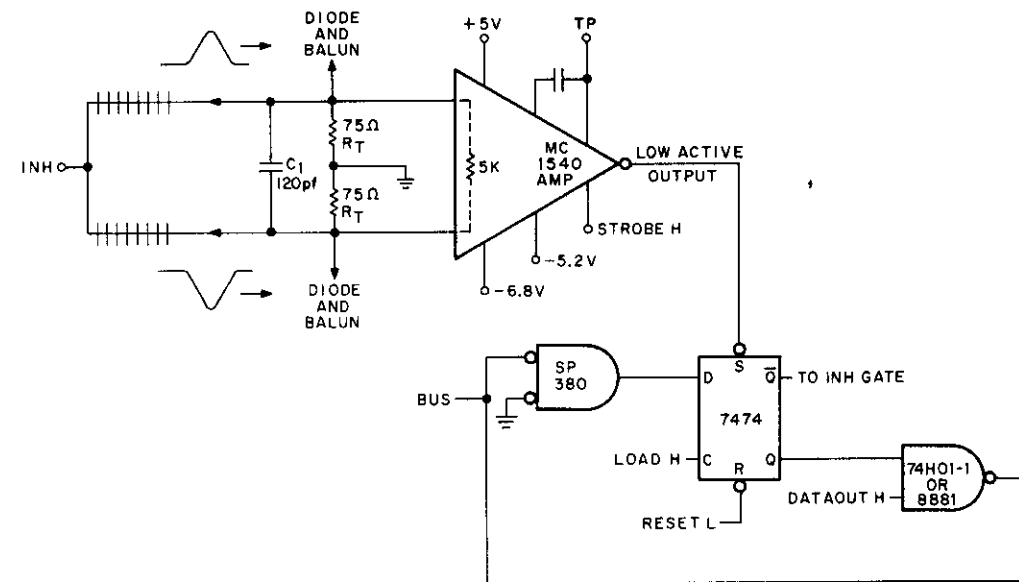 DIODE
AND
BALUN
+5V
TP
INH
C1
120pf
75Ω
RT
75Ω
RT
5K
MC
1540
AMP
LOW ACTIVE
OUTPUT
STROBE H
-5.2V
-6.8V
DIODE
AND
BALUN
BUS
SP
380
D
S
Q
TO INH GATE
7474
LOAD H
C
Q
R
RESET L
74H01-1
OR
8881
DATAOUT H